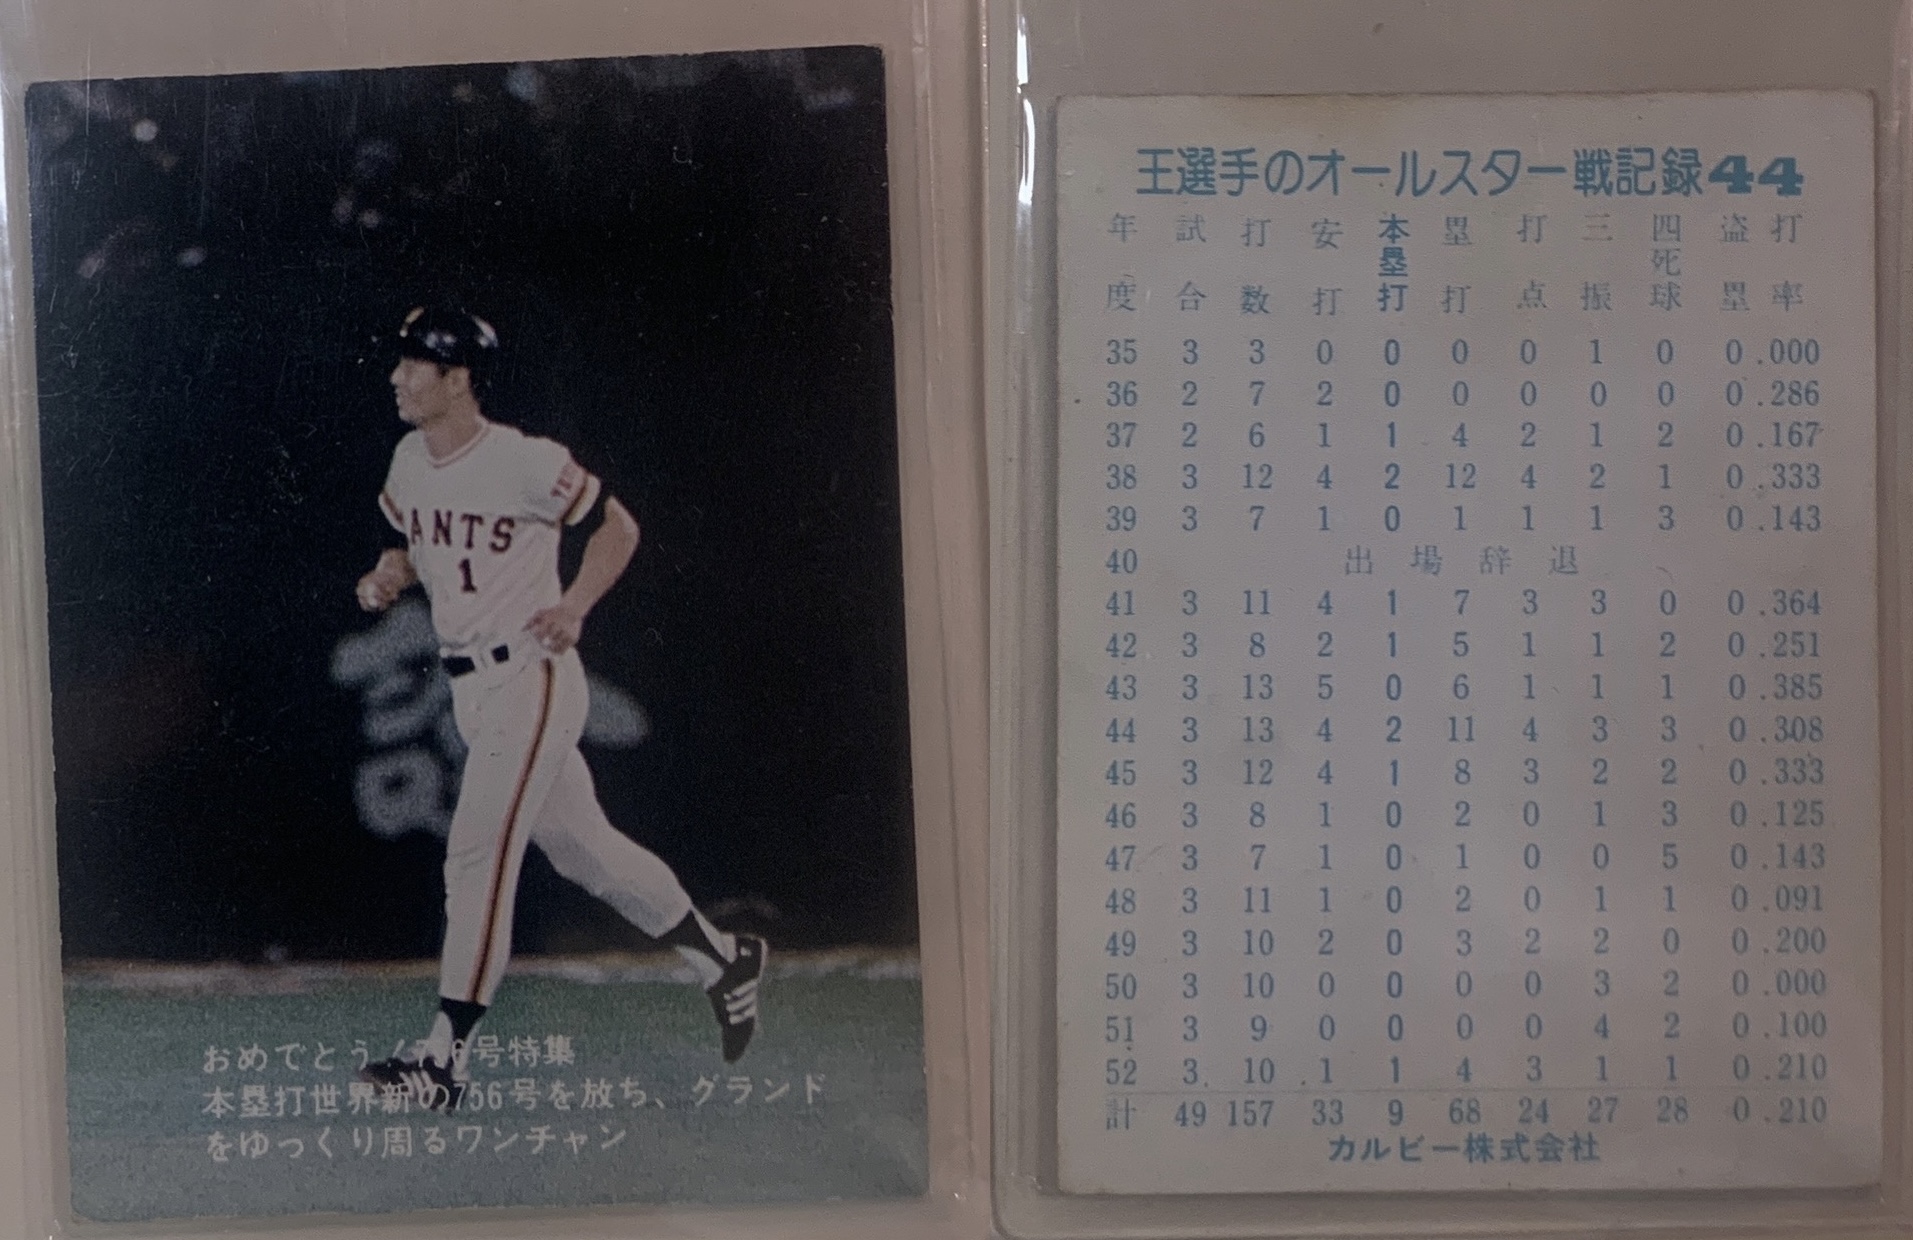 ANTS
1
おめでとう!756号特集
本塁打世界新の756号を放ち、グランド
をゆっくり周るワンチャン
王選手のオールスター戦記録44
年度 試合 打数 安打 本塁打 塁打 打点 三振 四死球 盗塁 打率
35 3 3 0 0 0 0 1 0 0 .000
36 2 7 2 0 0 0 0 0 0 .286
37 2 6 1 1 4 2 1 2 0 .167
38 3 12 4 2 12 4 2 1 0 .333
39 3 7 1 0 1 1 1 3 0 .143
40 出場辞退
41 3 11 4 1 7 3 3 0 0 .364
42 3 8 2 1 5 1 1 2 0 .251
43 3 13 5 0 6 1 1 1 0 .385
44 3 13 4 2 11 4 3 3 0 .308
45 3 12 4 1 8 3 2 2 0 .333
46 3 8 1 0 2 0 1 3 0 .125
47 3 7 1 0 1 0 0 5 0 .143
48 3 11 1 0 2 0 1 1 0 .091
49 3 10 2 0 3 2 2 0 0 .200
50 3 10 0 0 0 0 3 2 0 .000
51 3 9 0 0 0 0 4 2 0 .100
52 3 10 1 1 4 3 1 1 0 .210
計 49 157 33 9 68 24 27 28 0 .210
カルビー株式会社